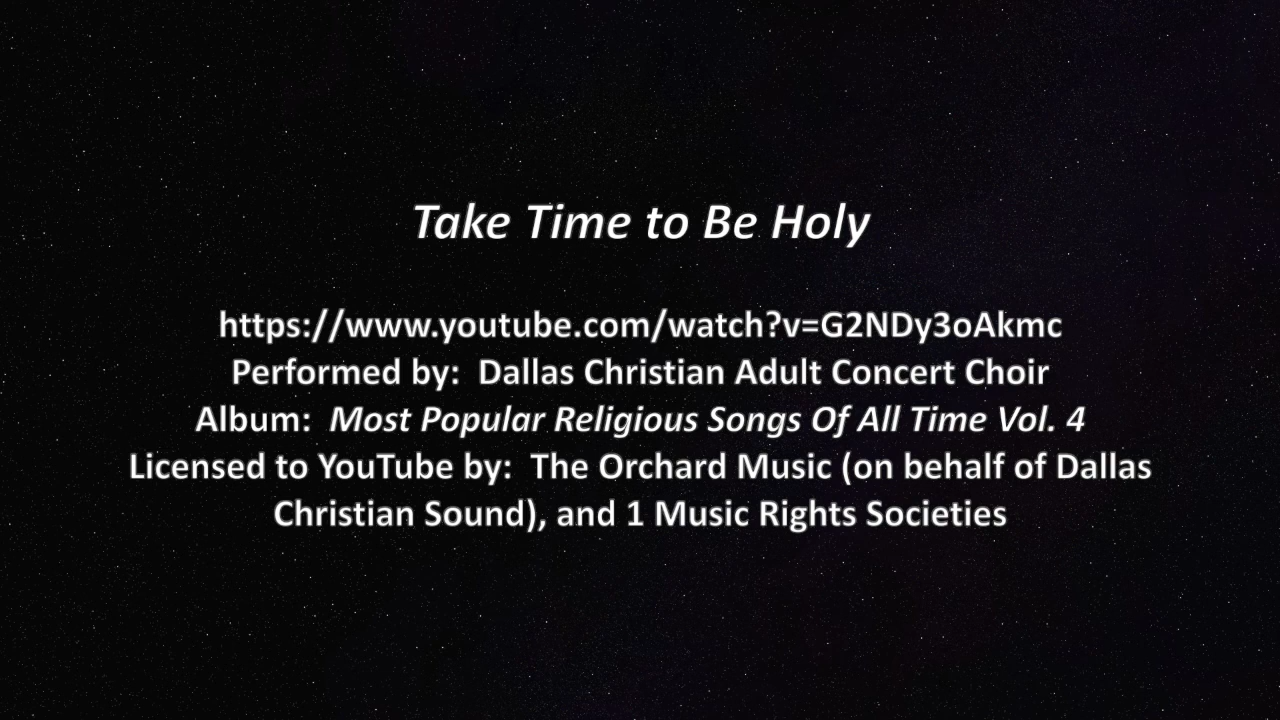 Take Time to Be Holy
https://www.youtube.com/watch?v=G2NDy3oAkmc
Performed by:  Dallas Christian Adult Concert Choir
Album:  Most Popular Religious Songs Of All Time Vol. 4
Licensed to YouTube by:  The Orchard Music (on behalf of Dallas
Christian Sound), and 1 Music Rights Societies